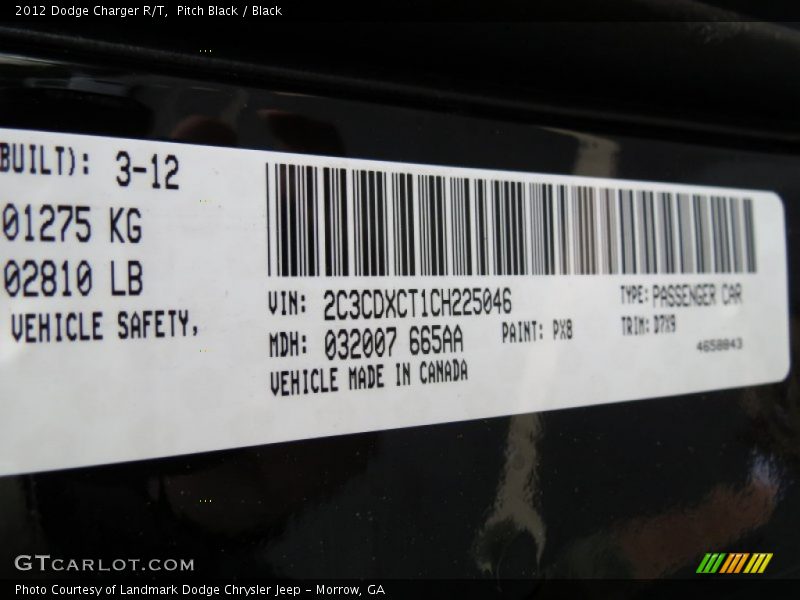 2012 Dodge Charger R/T, Pitch Black / Black
BUILT): 3-12
01275 KG
02810 LB
VEHICLE SAFETY,
VIN: 2C3CDXCT1CH225046
TYPE: PASSENGER CAR
MDH: 032007 665AA
PAINT: PX8
TRIM: D7X9
VEHICLE MADE IN CANADA
4658843
GTCARLOT.COM
Photo Courtesy of Landmark Dodge Chrysler Jeep - Morrow, GA